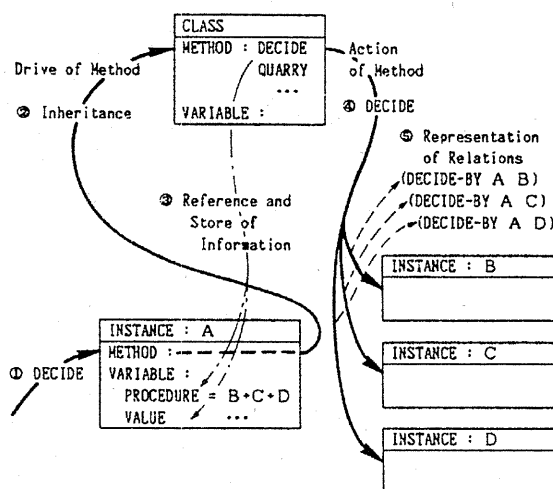 CLASS
METHOD : DECIDE
QUARRY
...
VARIABLE :
Drive of Method
② Inheritance
Action
of Method
④ DECIDE
⑤ Representation
of Relations
(DECIDE-BY A B)
(DECIDE-BY A C)
(DECIDE-BY A D)
③ Reference and
Store of
Information
① DECIDE
INSTANCE : A
METHOD :
VARIABLE :
PROCEDURE = B+C+D
VALUE ...
INSTANCE : B
INSTANCE : C
INSTANCE : D